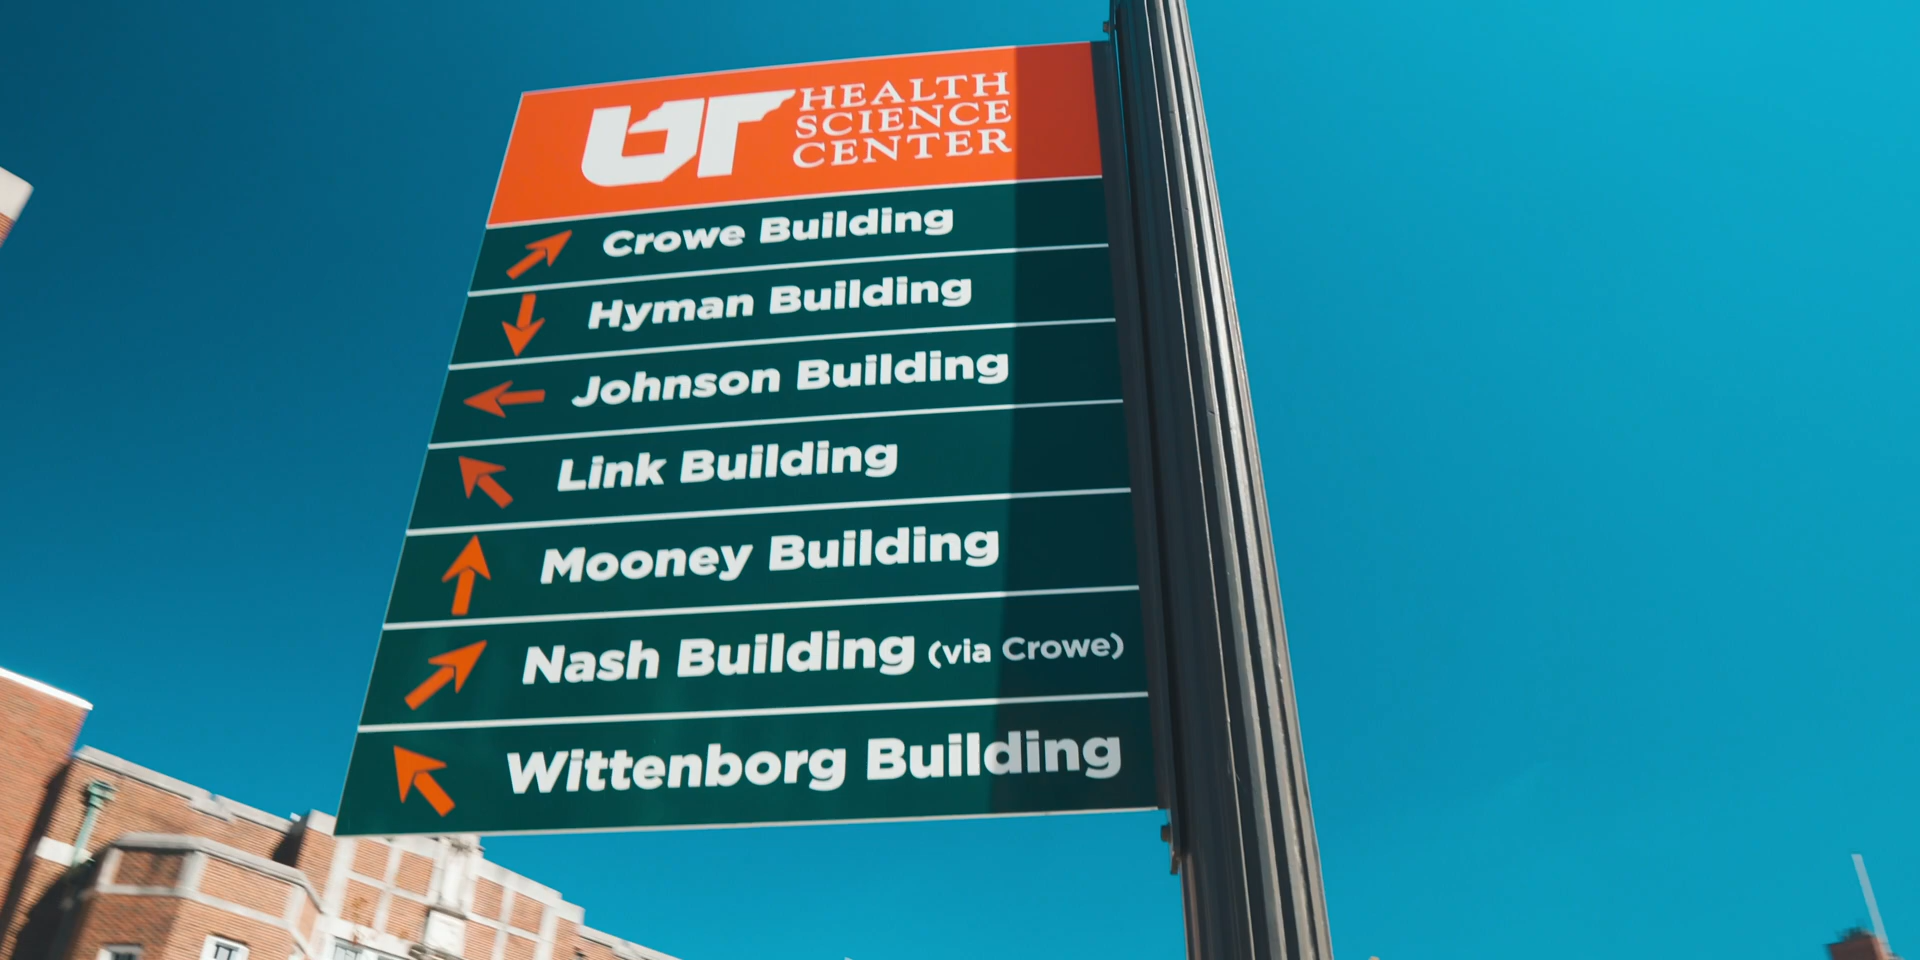 UT HEALTH
SCIENCE
CENTER
Crowe Building
Hyman Building
Johnson Building
Link Building
Mooney Building
Nash Building (via Crowe)
Wittenborg Building